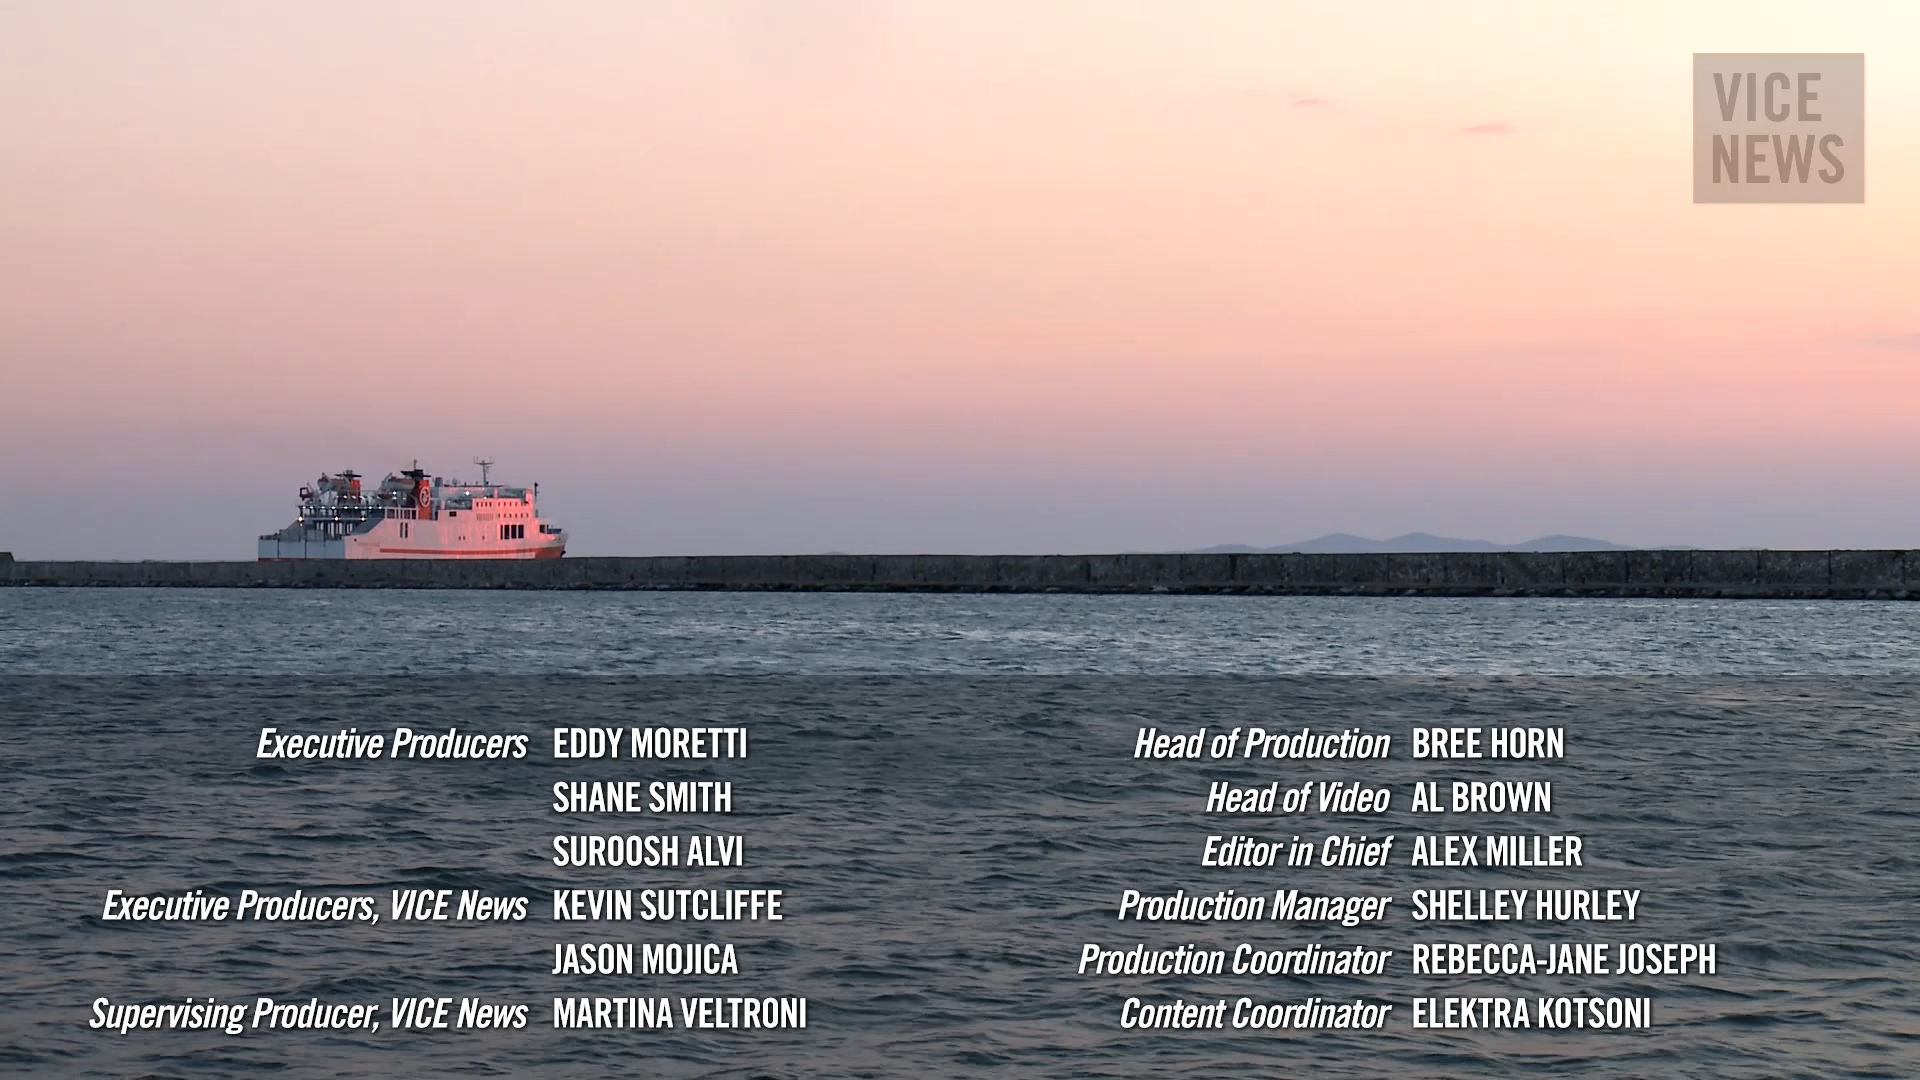 VICE
NEWS
Executive Producers EDDY MORETTI
SHANE SMITH
SUROOSH ALVI
Executive Producers, VICE News KEVIN SUTCLIFFE
JASON MOJICA
Supervising Producer, VICE News MARTINA VELTRONI
Head of Production BREE HORN
Head of Video AL BROWN
Editor in Chief ALEX MILLER
Production Manager SHELLEY HURLEY
Production Coordinator REBECCA-JANE JOSEPH
Content Coordinator ELEKTRA KOTSONI